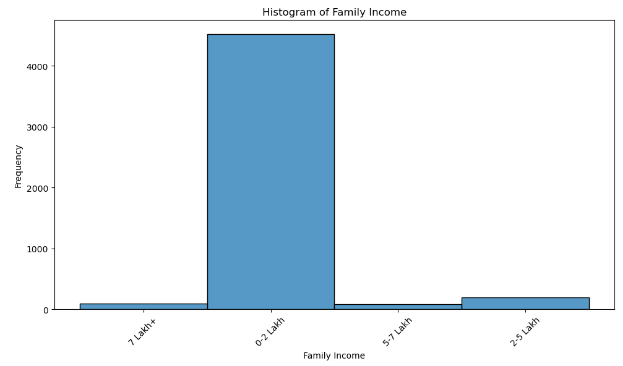 Histogram of Family Income
4000
3000
2000
1000
0
Frequency
7 Lakh+
0-2 Lakh
5-7 Lakh
2-5 Lakh
Family Income